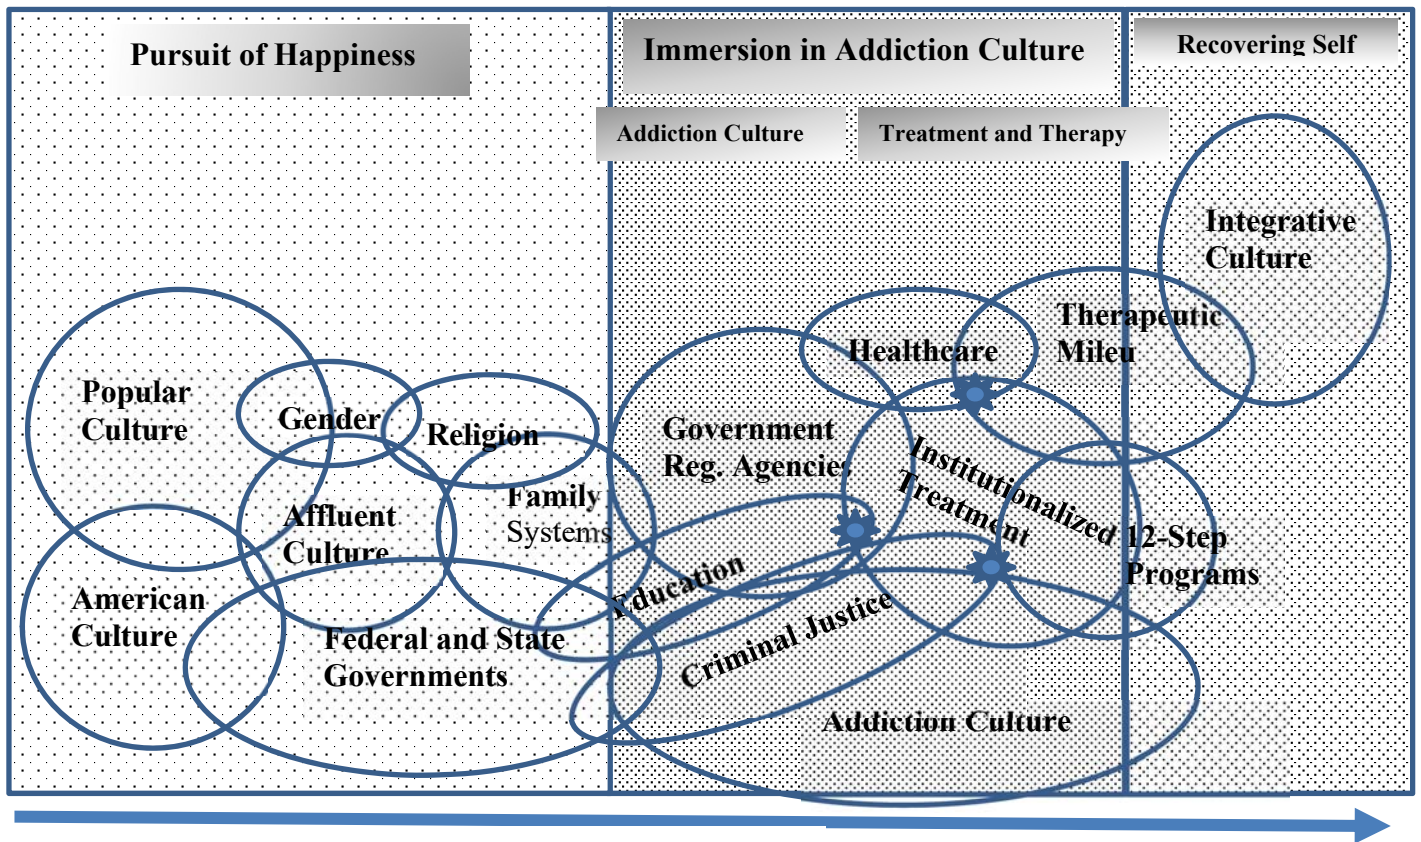 Pursuit of Happiness
Immersion in Addiction Culture
Recovering Self
Addiction Culture
Treatment and Therapy
Integrative
Culture
Therapeutic
Mileu
Healthcare
Popular
Culture
Gender
Religion
Government
Reg. Agencies
Institutionalized
Treatment
Family
Systems
Affluent
Culture
12-Step
Programs
Education
American
Culture
Criminal Justice
Federal and State
Governments
Addiction Culture